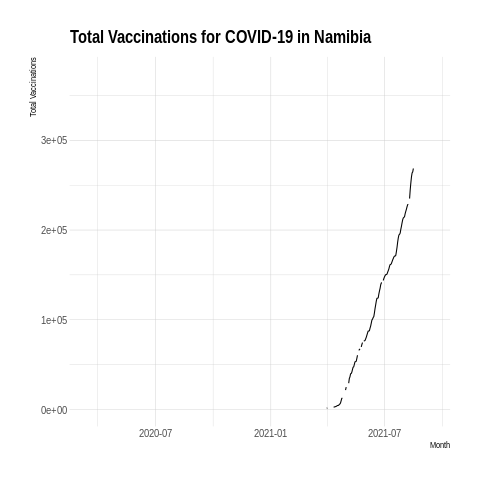 Total Vaccinations for COVID-19 in Namibia
Total Vaccinations
3e+05
2e+05
1e+05
0e+00
2020-07 2021-01 2021-07
Month